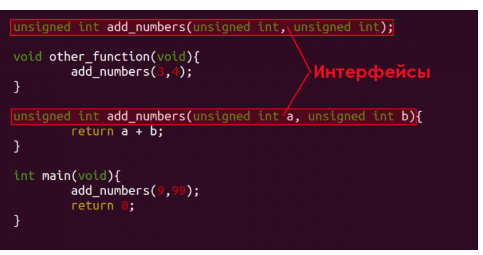 unsigned int add_numbers(unsigned int, unsigned int);
void other_function(void){
add_numbers(3,4);
Интерфейсы
}
unsigned int add_numbers(unsigned int a, unsigned int b){
return a + b;
}
int main(void){
add_numbers(9,99);
return 0;
}